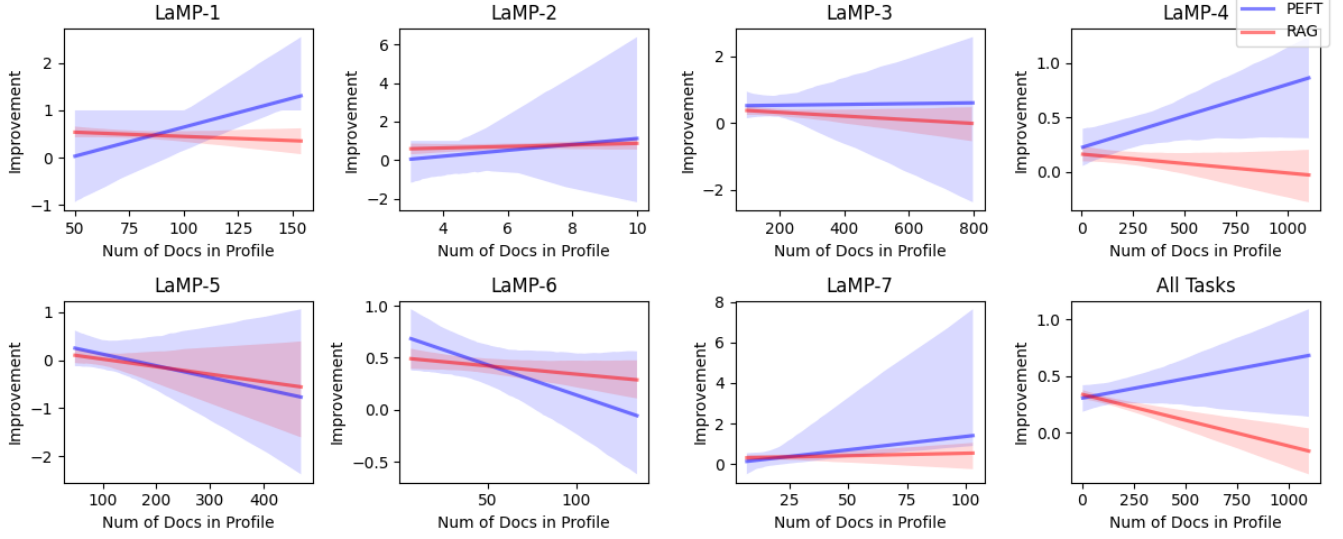 LaMP-1
2
1
0
−1
Improvement
50
75
100
125
150
Num of Docs in Profile
LaMP-2
6
4
2
0
−2
Improvement
4
6
8
10
Num of Docs in Profile
LaMP-3
2
0
−2
Improvement
200
400
600
800
Num of Docs in Profile
LaMP-4
PEFT
RAG
1.0
0.5
0.0
Improvement
0
250
500
750
1000
Num of Docs in Profile
LaMP-5
1
0
−1
−2
Improvement
100
200
300
400
Num of Docs in Profile
LaMP-6
1.0
0.5
0.0
−0.5
Improvement
50
100
Num of Docs in Profile
LaMP-7
8
6
4
2
0
Improvement
25
50
75
100
Num of Docs in Profile
All Tasks
1.0
0.5
0.0
Improvement
0
250
500
750
1000
Num of Docs in Profile